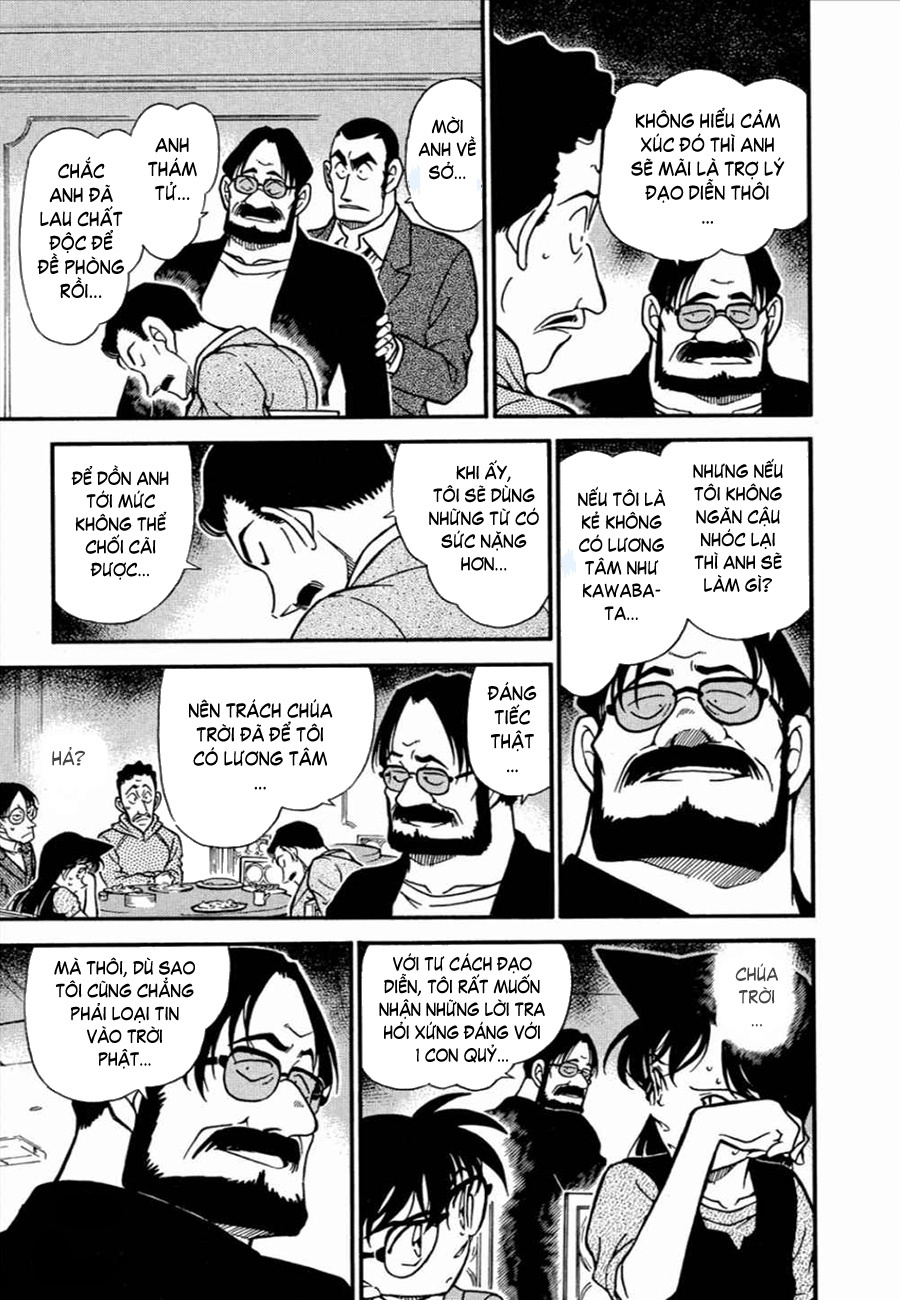 KHÔNG HIỂU CẢM
XÚC ĐÓ THÌ ANH
SẼ MÃI LÀ TRỢ LÝ
ĐẠO DIỄN THÔI
...
MỜI
ANH VỀ
SỞ...
ANH
THÁM
TỬ...
CHẮC
ANH ĐÃ
LAU CHẤT
ĐỘC ĐỂ
ĐỀ PHÒNG
RỒI...
NHƯNG NẾU
TÔI KHÔNG
NGĂN CẬU
NHÓC LẠI
THÌ ANH SẼ
LÀM GÌ?
NẾU TÔI LÀ
KẺ KHÔNG
CÓ LƯƠNG
TÂM NHƯ
KAWABA-
TA...
KHI ẤY,
TÔI SẼ DÙNG
NHỮNG TỪ CÓ
SỨC NẶNG
HƠN...
ĐỂ DỒN ANH
TỚI MỨC
KHÔNG THỂ
CHỐI CÃI
ĐƯỢC...
ĐÁNG
TIẾC
THẬT
...
NÊN TRÁCH CHÚA
TRỜI ĐÃ ĐỂ TÔI
CÓ LƯƠNG TÂM
...
HẢ?
CHÚA
TRỜI
...
VỚI TƯ CÁCH ĐẠO
DIỄN, TÔI RẤT MUỐN
NHẬN NHỮNG LỜI TRA
HỎI XỨNG ĐÁNG VỚI
1 CON QUỶ...
MÀ THÔI, DÙ SAO
TÔI CŨNG CHẲNG
PHẢI LOẠI TIN
VÀO TRỜI
PHẬT...